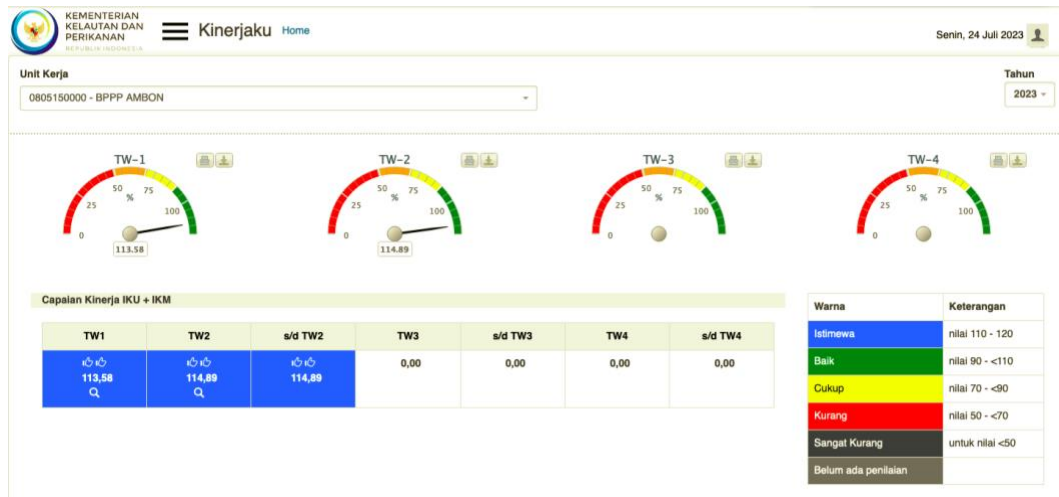 KEMENTERIAN
KELAUTAN DAN
PERIKANAN
REPUBLIK INDONESIA
Kinerjaku Home
Senin, 24 Juli 2023
Unit Kerja
Tahun
0805150000 - BPPP AMBON
2023
TW-1
0
25
50
75
100
%
113.58
TW-2
0
25
50
75
100
%
114.89
TW-3
0
25
50
75
100
%
TW-4
0
25
50
75
100
%
Capaian Kinerja IKU + IKM
TW1 TW2 s/d TW2 TW3 s/d TW3 TW4 s/d TW4
113,58 114,89 114,89 0,00 0,00 0,00 0,00
Warna Keterangan
Istimewa nilai 110 - 120
Baik nilai 90 - <110
Cukup nilai 70 - <90
Kurang nilai 50 - <70
Sangat Kurang untuk nilai <50
Belum ada penilaian